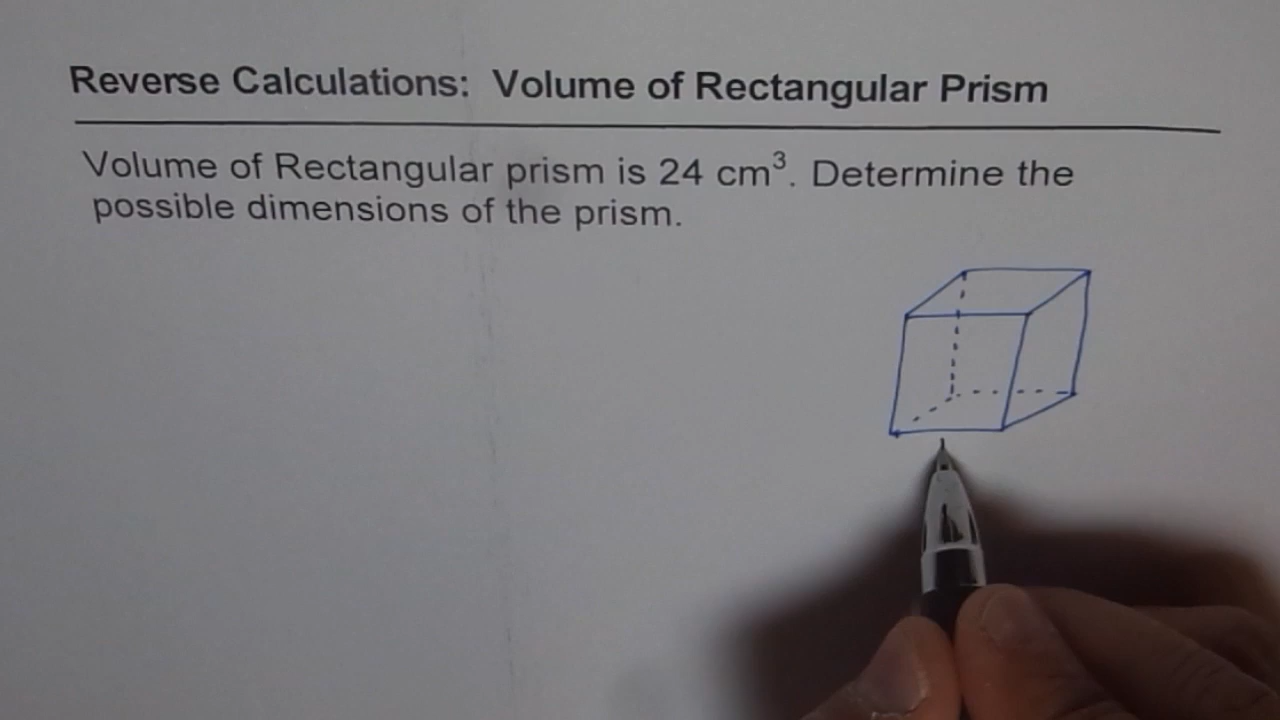 Reverse Calculations: Volume of Rectangular Prism
Volume of Rectangular prism is 24 cm³. Determine the
possible dimensions of the prism.